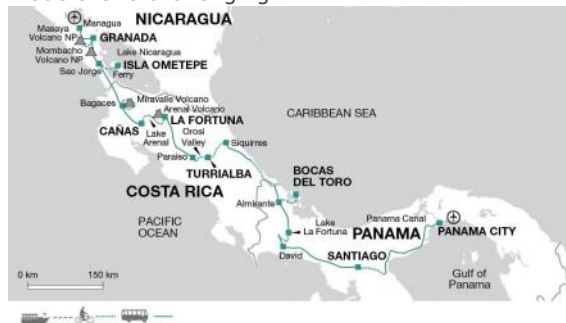 NICARAGUA
Managua
Masaya
Volcano NP
GRANADA
Mombacho
Volcano NP
Lake Nicaragua
ISLA OMETEPE
Sao Jorge
Ferry
Bagaces
Miravalle Volcano
Arenal Volcano
LA FORTUNA
CARIBBEAN SEA
CAÑAS
Lake
Arenal
Orosi
Valley
Siquirres
Paraiso
TURRIALBA
BOCAS
DEL TORO
COSTA RICA
Almirante
PACIFIC
OCEAN
Lake
La Fortuna
Panama Canal
PANAMA
PANAMA CITY
David
SANTIAGO
Gulf of
Panama
0 km
150 km